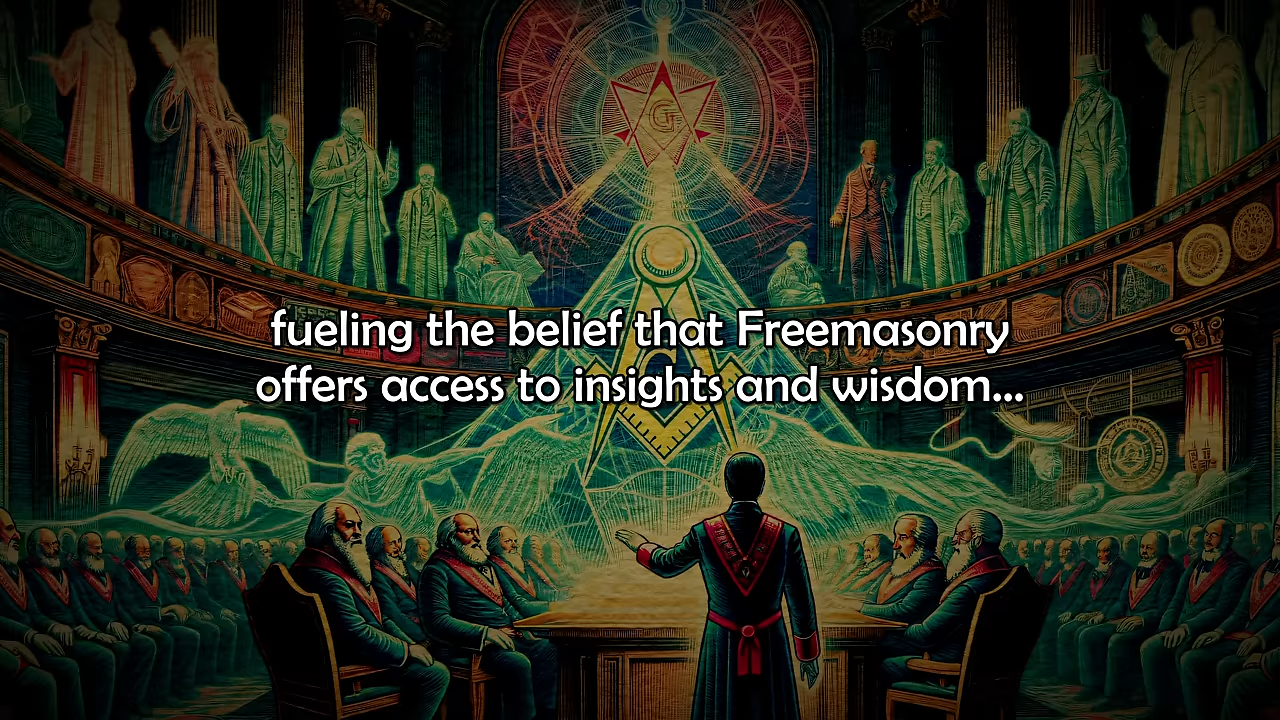 G
fueling the belief that Freemasonry
offers access to insights and wisdom...
G